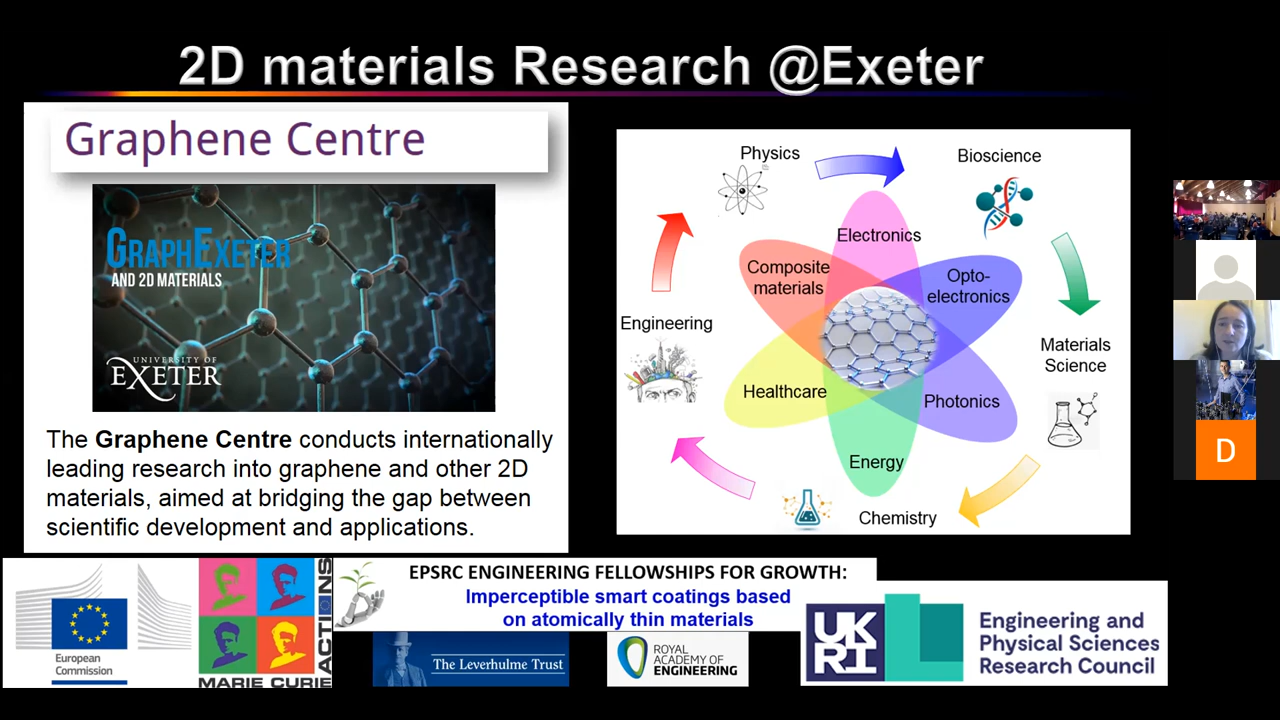 2D materials Research @Exeter
Graphene Centre
GRAPHEXETER
AND 2D MATERIALS
UNIVERSITY OF
EXETER
The Graphene Centre conducts internationally
leading research into graphene and other 2D
materials, aimed at bridging the gap between
scientific development and applications.
Physics
Bioscience
Electronics
Composite
materials
Opto-
electronics
Engineering
Materials
Science
Healthcare
Photonics
Energy
Chemistry
D
European
Commission
MARIE CURIE
ACTIONS
EPSRC ENGINEERING FELLOWSHIPS FOR GROWTH:
Imperceptible smart coatings based
on atomically thin materials
The Leverhulme Trust
ROYAL
ACADEMY OF
ENGINEERING
UK
RI
Engineering and
Physical Sciences
Research Council